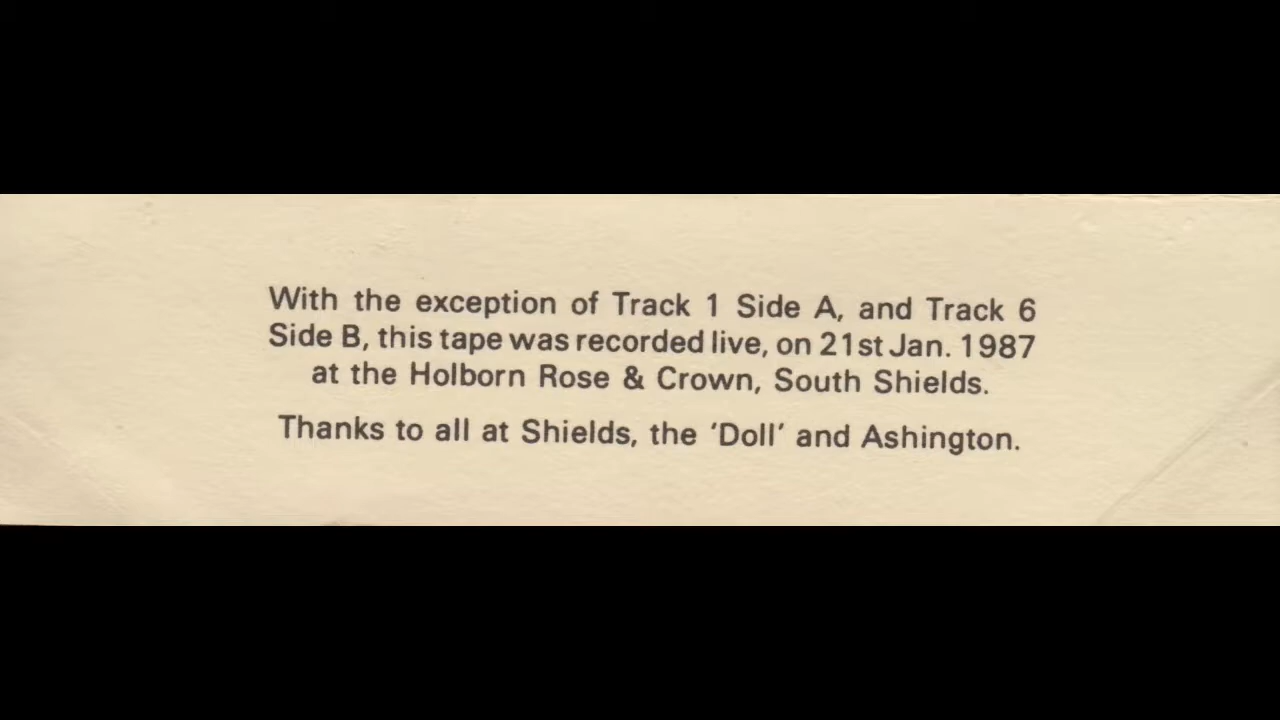 With the exception of Track 1 Side A, and Track 6
Side B, this tape was recorded live, on 21st Jan. 1987
at the Holborn Rose & Crown, South Shields.
Thanks to all at Shields, the ‘Doll’ and Ashington.